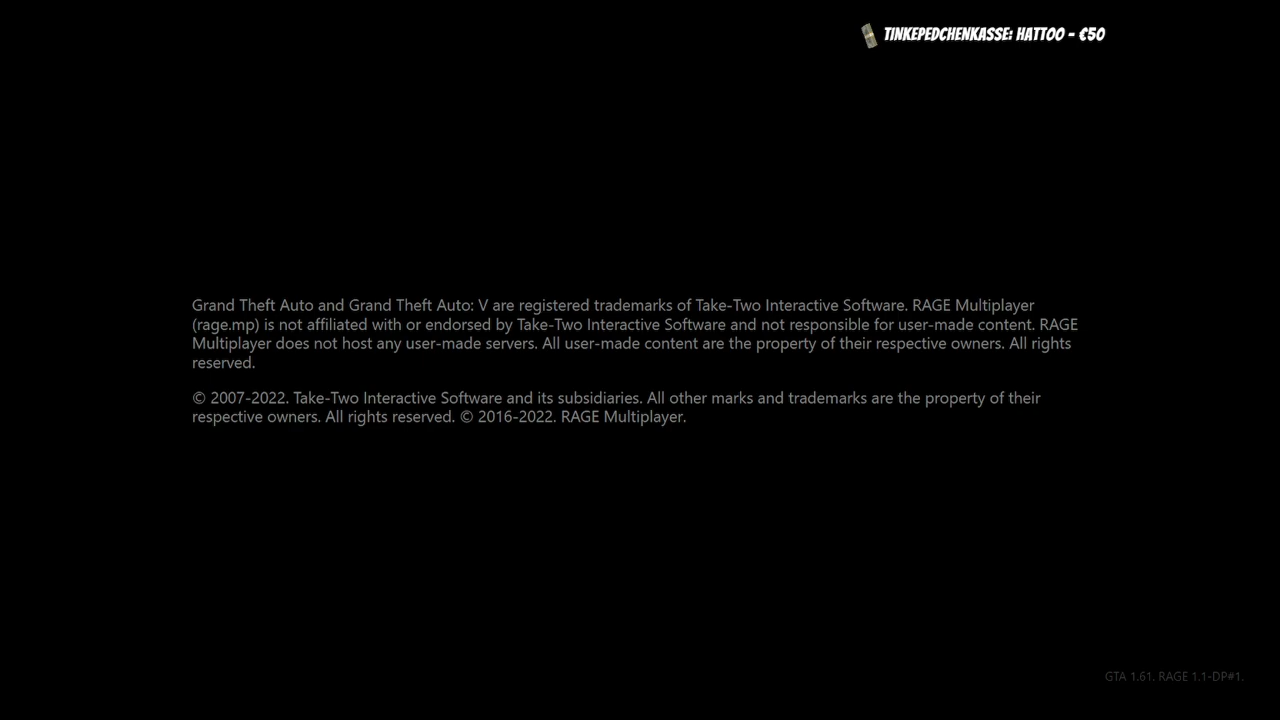 TINKEPEDCHENKASSE: HATTOO - €50
Grand Theft Auto and Grand Theft Auto: V are registered trademarks of Take-Two Interactive Software. RAGE Multiplayer
(rage.mp) is not affiliated with or endorsed by Take-Two Interactive Software and not responsible for user-made content. RAGE
Multiplayer does not host any user-made servers. All user-made content are the property of their respective owners. All rights
reserved.
© 2007-2022. Take-Two Interactive Software and its subsidiaries. All other marks and trademarks are the property of their
respective owners. All rights reserved. © 2016-2022. RAGE Multiplayer.
GTA 1.61. RAGE 1.1-DP#1.